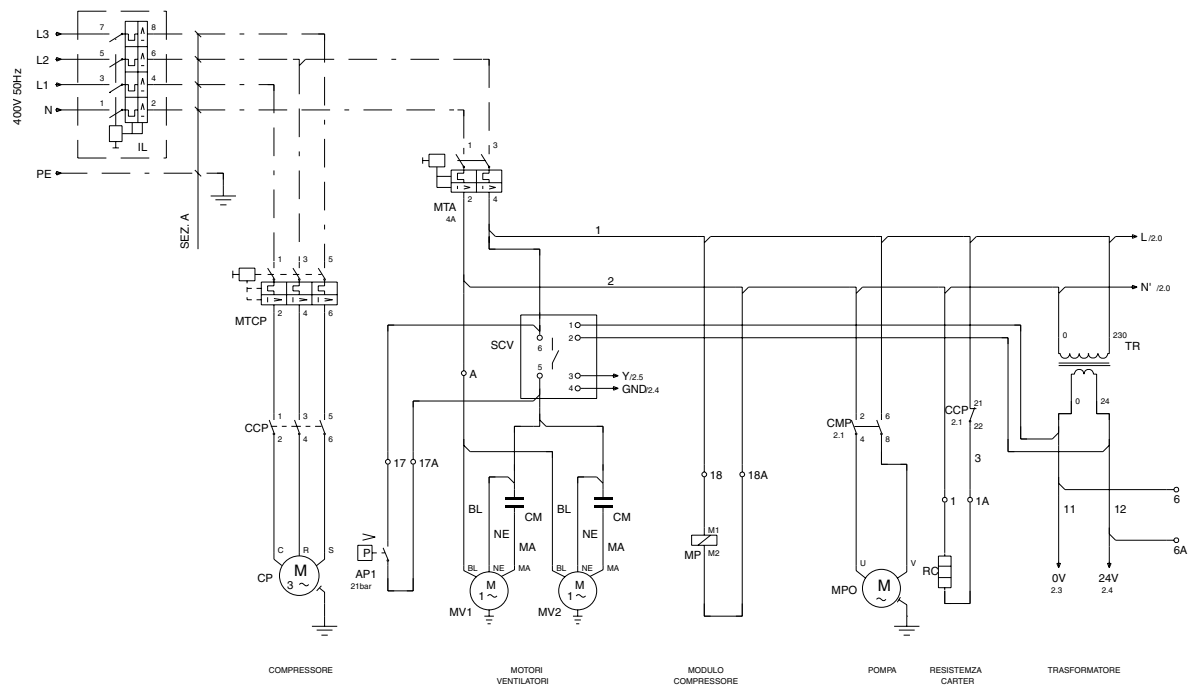 400V 50Hz
L3
7
8
L2
5
6
L1
3
4
N
1
2
IL
PE
SEZ. A
1
3
MTA
4A
2
4
1
L /2.0
2
N' /2.0
1
3
5
MTCP
2
4
6
SCV
6
5
1
2
3
4
Y/2.5
GND/2.4
A
0
230
TR
0
24
CCP
1
3
5
2
4
6
CMP
2.1
2
6
4
8
CCP
2.1
21
22
3
17
17A
18
18A
1
1A
11
12
6
6A
BL
NE
MA
CM
BL
NE
MA
CM
C
R
S
CP
M
3 ~
P
AP1
21bar
BL
NE
MA
M
1 ~
MV1
BL
NE
MA
M
1 ~
MV2
M1
MP
M2
U
V
MPO
M
RC
0V
2.3
24V
2.4
COMPRESSORE
MOTORI
VENTILATORI
MODULO
COMPRESSORE
POMPA
RESISTEMZA
CARTER
TRASFORMATORE